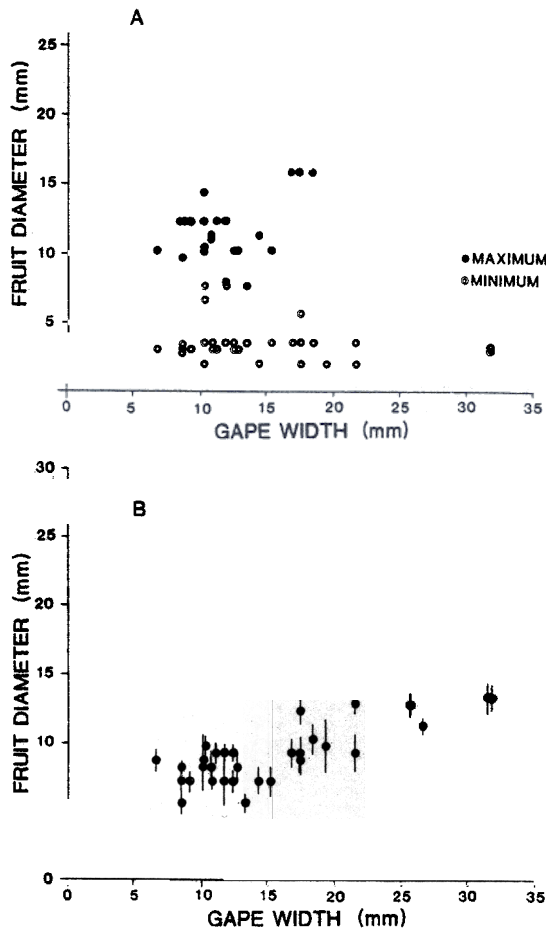 A
FRUIT DIAMETER (mm)
25
20
15
10
5
MAXIMUM
MINIMUM
0 5 10 15 20 25 30 35
GAPE WIDTH (mm)
B
FRUIT DIAMETER (mm)
30
25
20
15
10
0
0 5 10 15 20 25 30 35
GAPE WIDTH (mm)